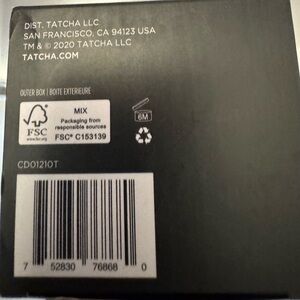 DIST. TATCHA LLC
SAN FRANCISCO, CA 94123 USA
TM & © 2020 TATCHA LLC
TATCHA.COM
OUTER BOX | BOITE EXTERIEURE
FSC
www.fsc.org
MIX
Packaging from
responsible sources
FSC® C153139
6M
CD01210T
7 52830 76868 0